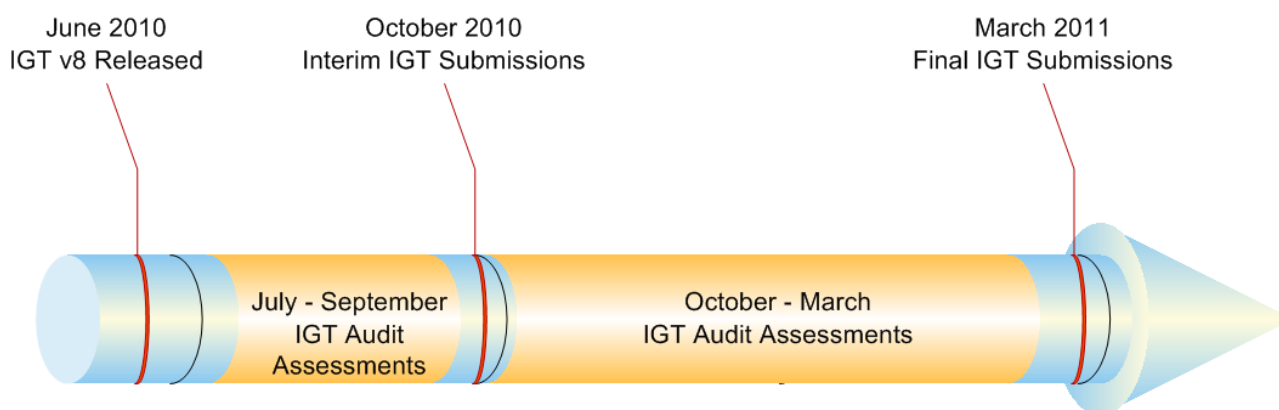 June 2010
IGT v8 Released
October 2010
Interim IGT Submissions
March 2011
Final IGT Submissions
July - September
IGT Audit
Assessments
October - March
IGT Audit Assessments